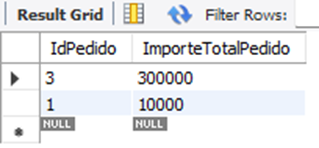 Result Grid Filter Rows:
IdPedido ImporteTotalPedido
3 300000
1 10000
NULL NULL